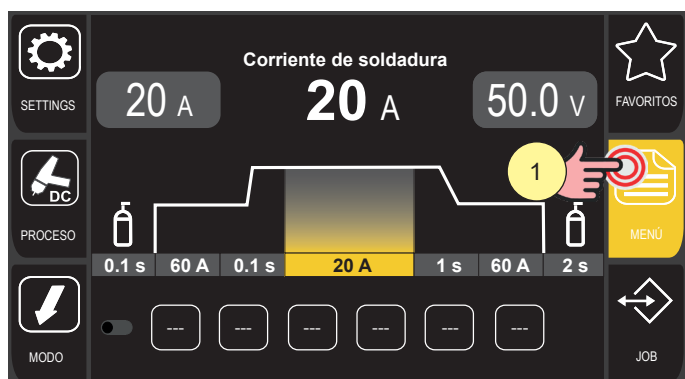 SETTINGS
DC
PROCESO
MODO
Corriente de soldadura
20 A
20 A
50.0 V
1
0.1 s 60 A 0.1 s 20 A 1 s 60 A 2 s
--- --- --- --- --- ---
FAVORITOS
MENÚ
JOB